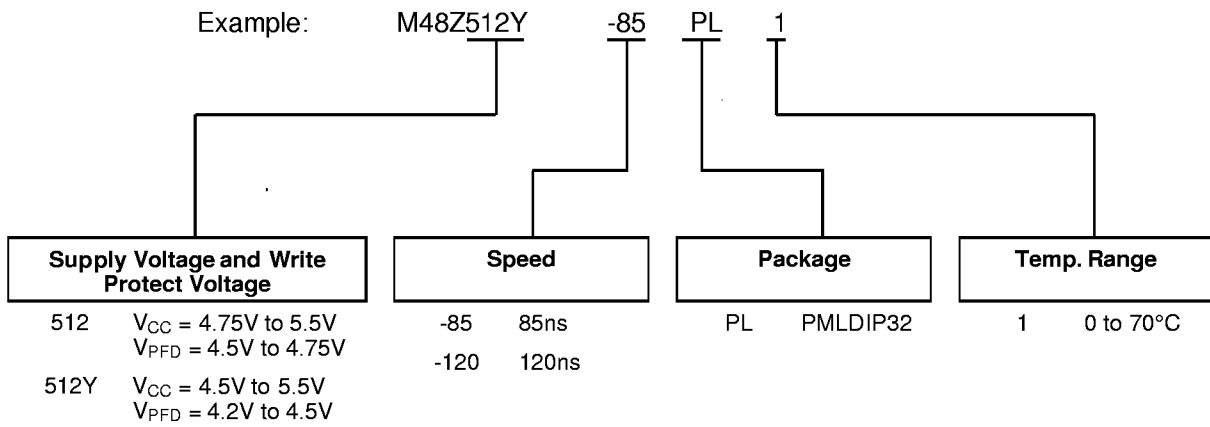 Example: M48Z512Y -85 PL 1
Supply Voltage and Write
Protect Voltage
512 VCC = 4.75V to 5.5V
VPFD = 4.5V to 4.75V
512Y VCC = 4.5V to 5.5V
VPFD = 4.2V to 4.5V
Speed
-85 85ns
-120 120ns
Package
PL PMLDIP32
Temp. Range
1 0 to 70°C